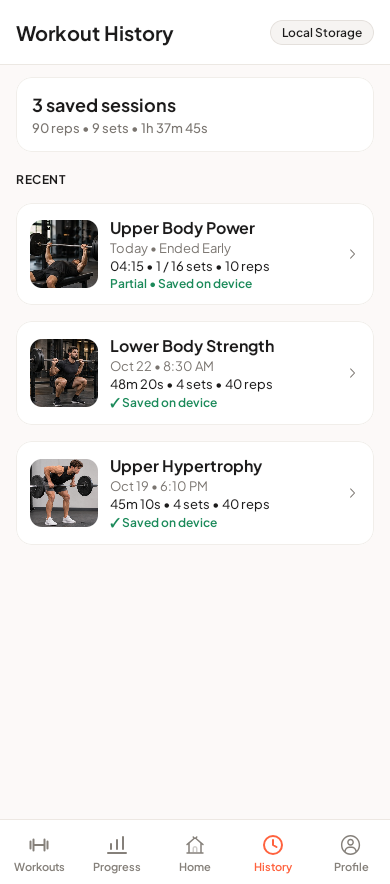 Workout History
Local Storage
3 saved sessions
90 reps • 9 sets • 1h 37m 45s
RECENT
Upper Body Power
Today • Ended Early
04:15 • 1 / 16 sets • 10 reps
Partial • Saved on device
Lower Body Strength
Oct 22 • 8:30 AM
48m 20s • 4 sets • 40 reps
✓ Saved on device
Upper Hypertrophy
Oct 19 • 6:10 PM
45m 10s • 4 sets • 40 reps
✓ Saved on device
Workouts
Progress
Home
History
Profile